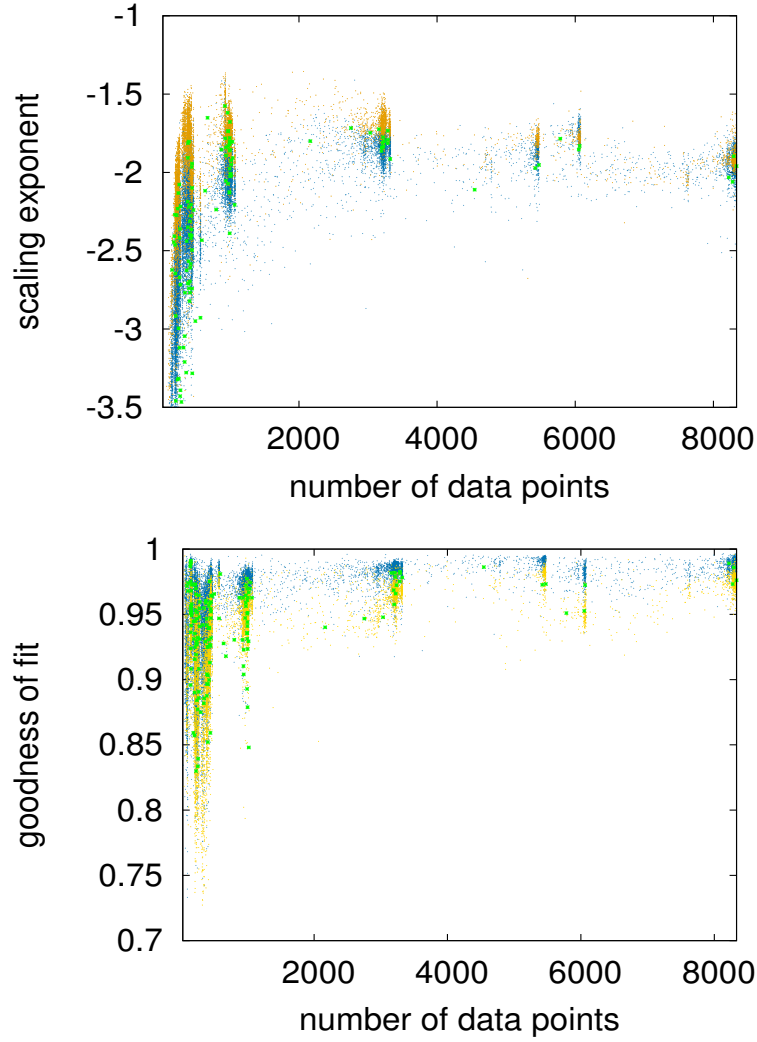 -1
-1.5
-2
-2.5
-3
-3.5
scaling exponent
2000 4000 6000 8000
number of data points
1
0.95
0.9
0.85
0.8
0.75
0.7
goodness of fit
2000 4000 6000 8000
number of data points